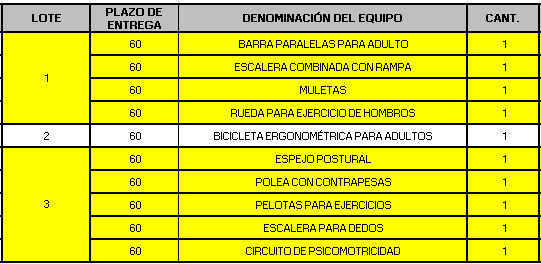 LOTE PLAZO DE ENTREGA DENOMINACIÓN DEL EQUIPO CANT.
1 60 BARRA PARALELAS PARA ADULTO 1
60 ESCALERA COMBINADA CON RAMPA 1
60 MULETAS 1
60 RUEDA PARA EJERCICIO DE HOMBROS 1
2 60 BICICLETA ERGONOMÉTRICA PARA ADULTOS 1
3 60 ESPEJO POSTURAL 1
60 POLEA CON CONTRAPESAS 1
60 PELOTAS PARA EJERCICIOS 1
60 ESCALERA PARA DEDOS 1
60 CIRCUITO DE PSICOMOTRICIDAD 1